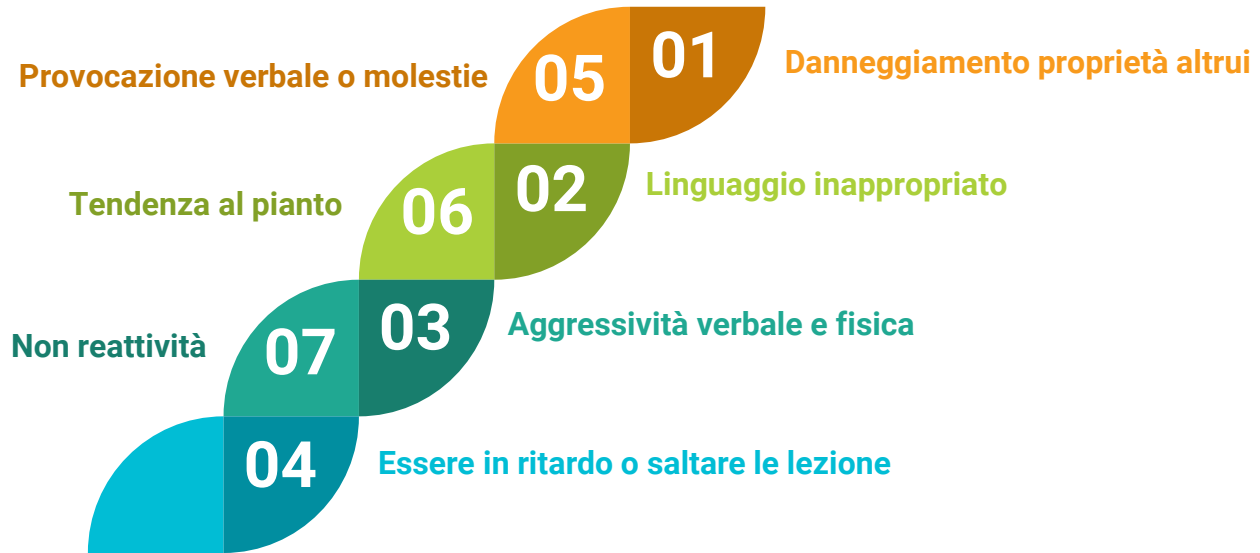 01
Danneggiamento proprietà altrui
02
Linguaggio inappropriato
03
Aggressività verbale e fisica
04
Essere in ritardo o saltare le lezione
05
Provocazione verbale o molestie
06
Tendenza al pianto
07
Non reattività